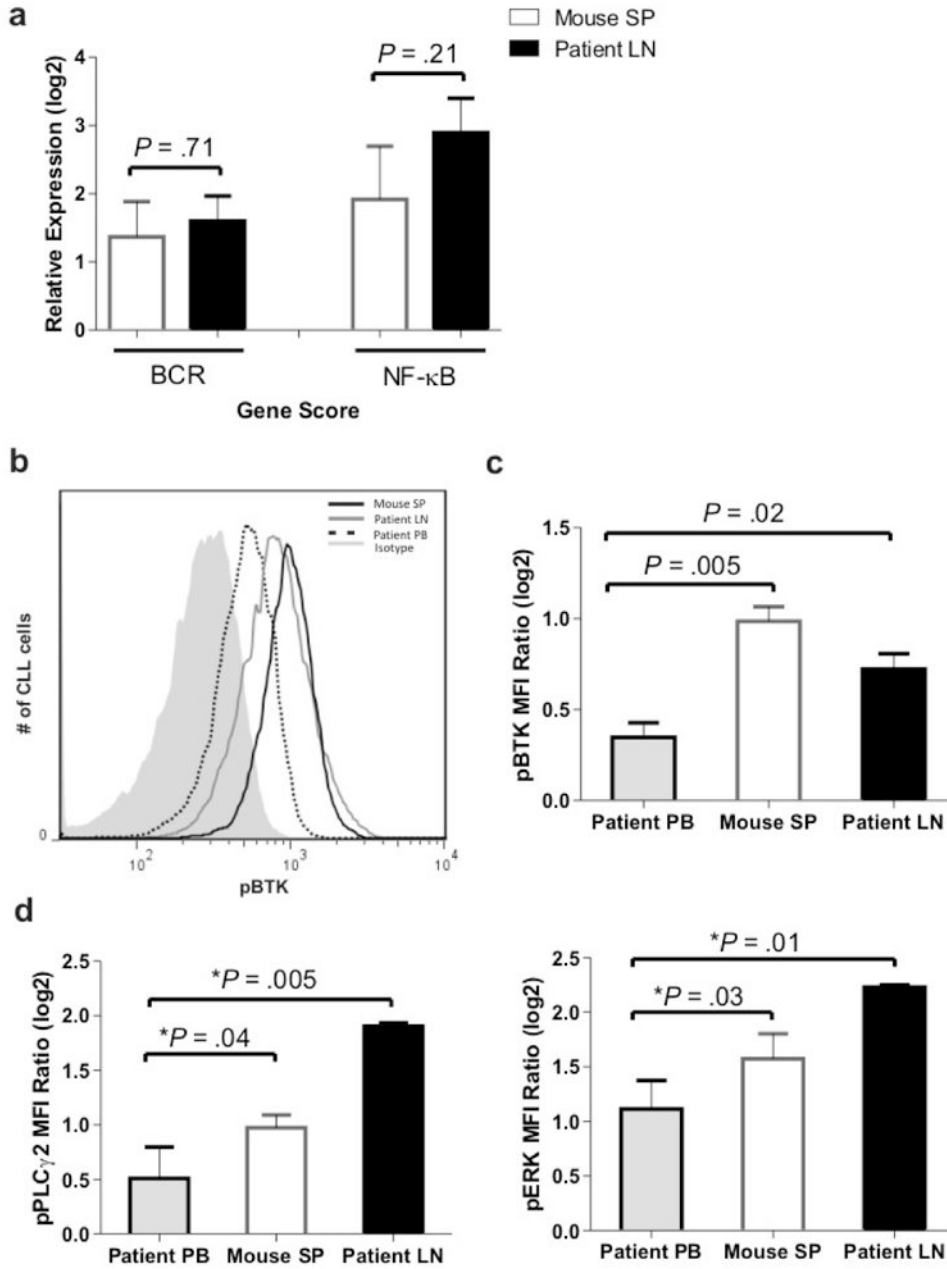 a
Mouse SP
Patient LN
Relative Expression (log2)
4
3
2
1
0
P = .71
P = .21
BCR
NF-κB
Gene Score
b
Mouse SP
Patient LN
Patient PB
Isotype
# of CLL cells
0
10²
10³
10⁴
pBTK
c
pBTK MFI Ratio (log2)
1.5
1.0
0.5
0.0
P = .02
P = .005
Patient PB
Mouse SP
Patient LN
d
pPLCγ2 MFI Ratio (log2)
2.5
2.0
1.5
1.0
0.5
0.0
*P = .005
*P = .04
Patient PB
Mouse SP
Patient LN
pERK MFI Ratio (log2)
2.5
2.0
1.5
1.0
0.5
0.0
*P = .01
*P = .03
Patient PB
Mouse SP
Patient LN